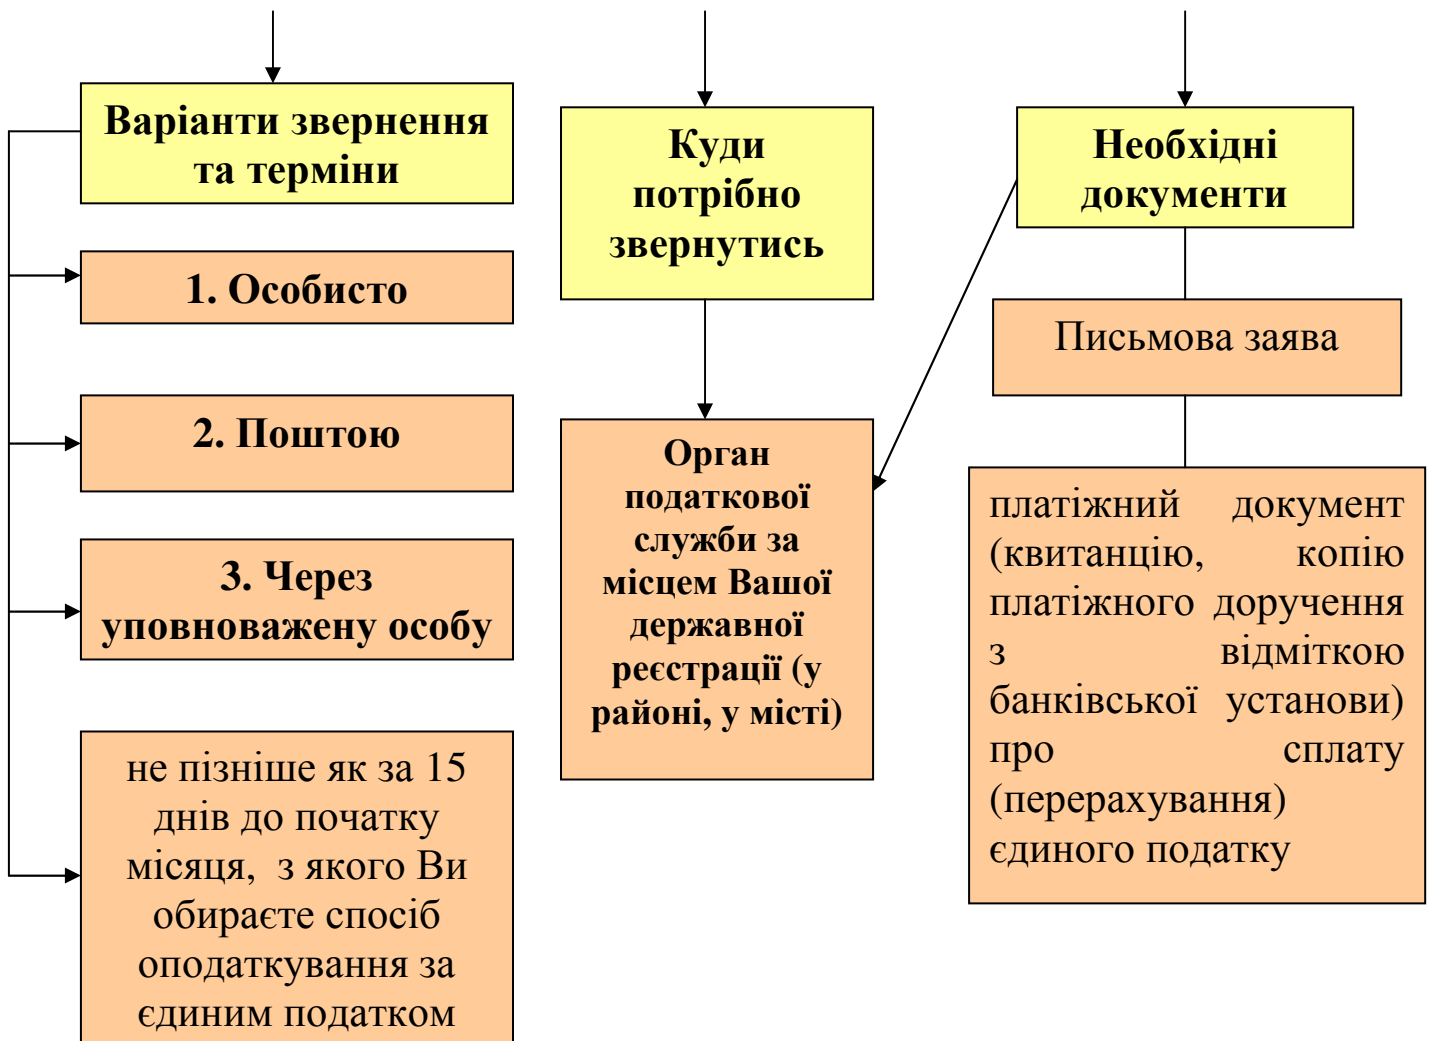 Варіанти звернення
та терміни
1. Особисто
2. Поштою
3. Через
уповноважену особу
не пізніше як за 15
днів до початку
місяця, з якого Ви
обираєте спосіб
оподаткування за
єдиним податком
Куди
потрібно
звернутись
Орган
податкової
служби за
місцем Вашої
державної
реєстрації (у
районі, у місті)
Необхідні
документи
Письмова заява
платіжний документ
(квитанцію, копію
платіжного доручення
з відміткою
банківської установи)
про сплату
(перерахування)
єдиного податку